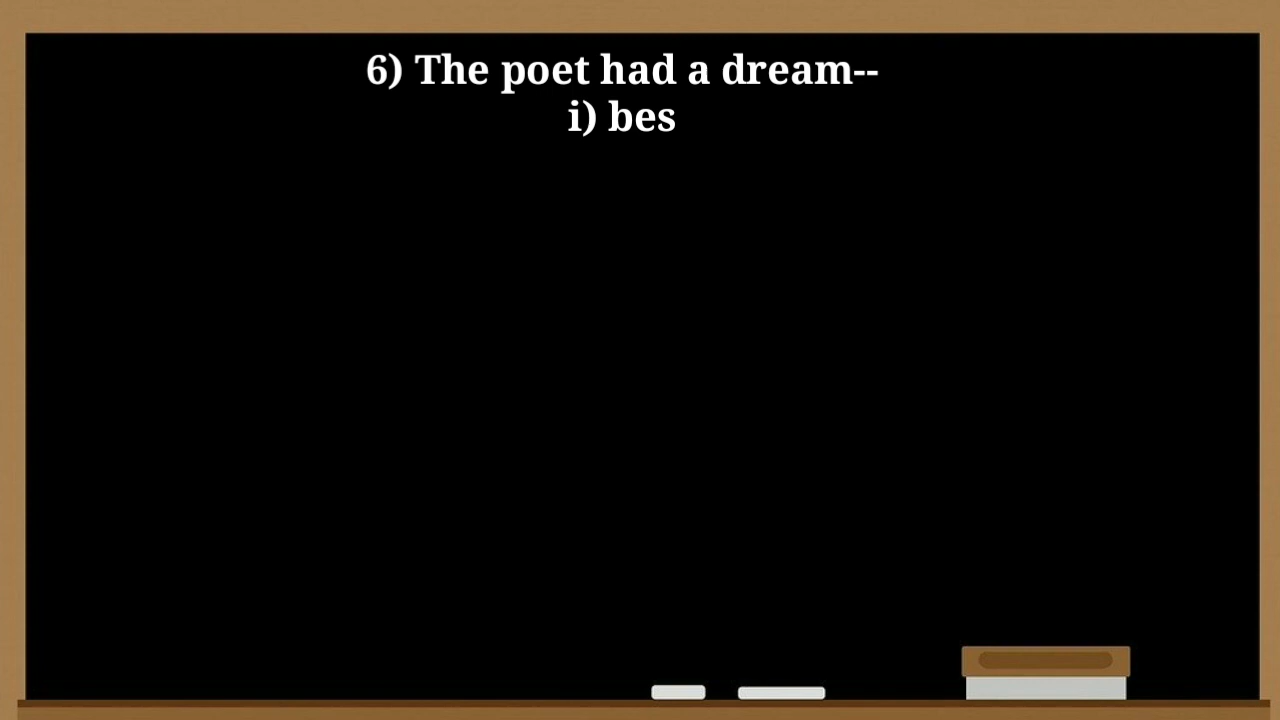 6) The poet had a dream--
i) bes